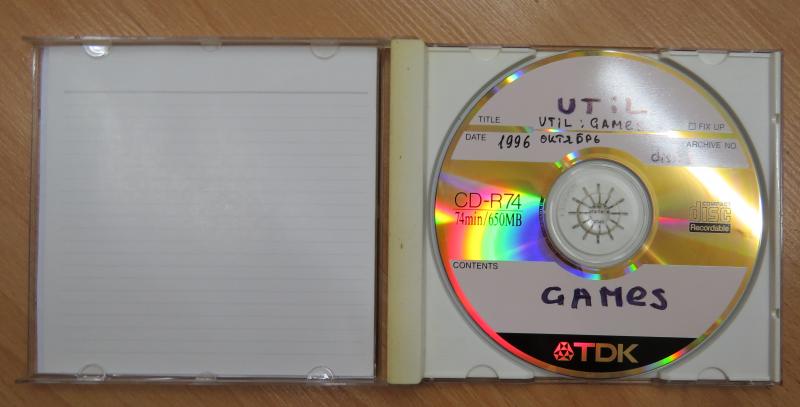 UTiL
TITLE UTiL : GAMES □ FIX UP
DATE 1996 октябрь ARCHIVE NO.
disc
CD-R74
74min/650MB
COMPACT
disc
Recordable
CONTENTS
GAMES
TDK